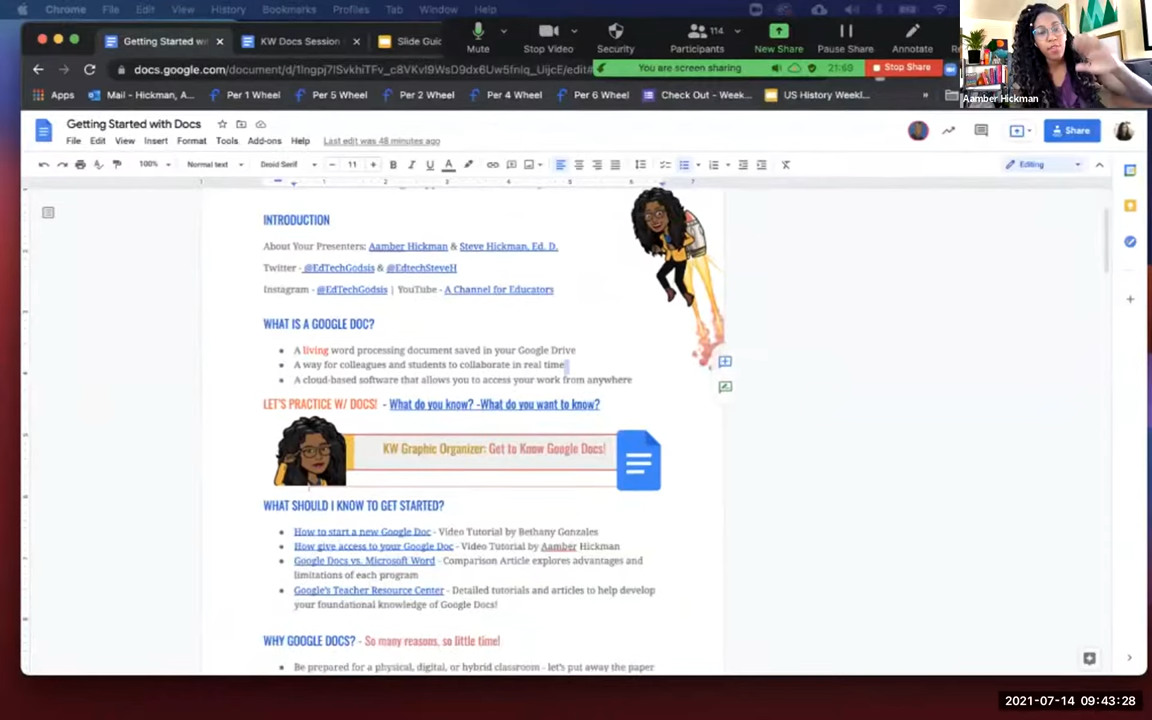 Chrome File Edit View History Bookmarks Profiles Tab Window Help
Getting Started wi
KW Docs Session
Slide Guid
Mute
Stop Video
Security
114
Participants
New Share
Pause Share
Annotate
You are screen sharing
21:69
Stop Share
Apps
Mail - Hickman, A...
Per 1 Wheel
Per 5 Wheel
Per 2 Wheel
Per 4 Wheel
Per 6 Wheel
Check Out - Week...
US History Weekl...
Aamber Hickman
Getting Started with Docs
File Edit View Insert Format Tools Add-ons Help
Last edit was 48 minutes ago
Share
100%
Normal text
Droid Serif
11
Editing
INTRODUCTION
About Your Presenters: Aamber Hickman & Steve Hickman, Ed. D.
Twitter - @EdTechGodsis & @EdtechSteveH
Instagram - @EdTechGodsis | YouTube - A Channel for Educators
WHAT IS A GOOGLE DOC?
A living word processing document saved in your Google Drive
A way for colleagues and students to collaborate in real time
A cloud-based software that allows you to access your work from anywhere
LET'S PRACTICE W/ DOCS! - What do you know? -What do you want to know?
KW Graphic Organizer: Get to Know Google Docs!
WHAT SHOULD I KNOW TO GET STARTED?
How to start a new Google Doc - Video Tutorial by Bethany Gonzales
How give access to your Google Doc - Video Tutorial by Aamber Hickman
Google Docs vs. Microsoft Word - Comparison Article explores advantages and
limitations of each program
Google's Teacher Resource Center - Detailed tutorials and articles to help develop
your foundational knowledge of Google Docs!
WHY GOOGLE DOCS? - So many reasons, so little time!
Be prepared for a physical, digital, or hybrid classroom - let's put away the paper
2021-07-14 09:43:28